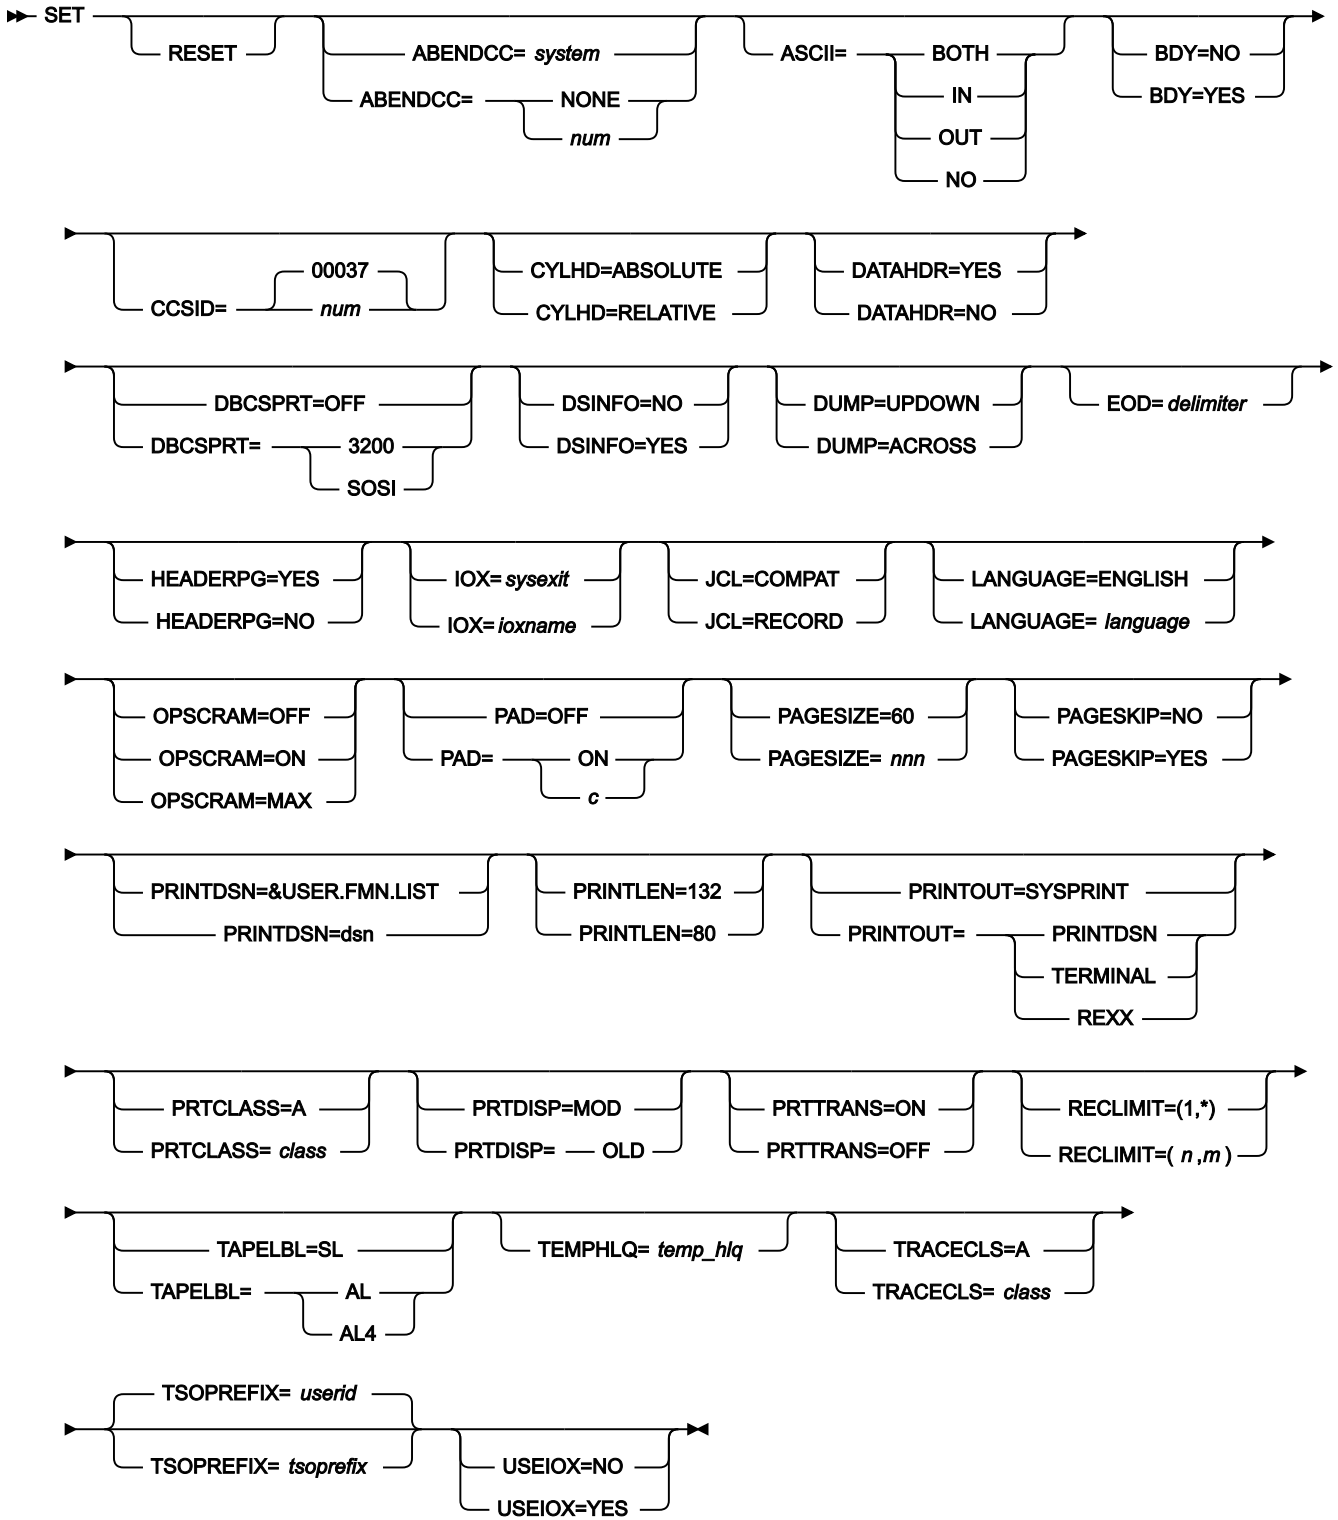 SET
RESET ABENDCC= system ASCII= BOTH BDY=NO
ABENDCC= NONE IN BDY=YES
num OUT
NO
00037 CYLHD=ABSOLUTE DATAHDR=YES
CCSID= num CYLHD=RELATIVE DATAHDR=NO
DBCSPRT=OFF DSINFO=NO DUMP=UPDOWN EOD= delimiter
DBCSPRT= 3200 DSINFO=YES DUMP=ACROSS
SOSI
HEADERPG=YES IOX= sysexit JCL=COMPAT LANGUAGE=ENGLISH
HEADERPG=NO IOX= ioxname JCL=RECORD LANGUAGE= language
OPSCRAM=OFF PAD=OFF PAGESIZE=60 PAGESKIP=NO
OPSCRAM=ON PAD= ON PAGESIZE= nnn PAGESKIP=YES
OPSCRAM=MAX c
PRINTDSN=&USER.FMN.LIST PRINTLEN=132 PRINTOUT=SYSPRINT
PRINTDSN=dsn PRINTLEN=80 PRINTOUT= PRINTDSN
TERMINAL
REXX
PRTCLASS=A PRTDISP=MOD PRTTRANS=ON RECLIMIT=(1,*)
PRTCLASS= class PRTDISP= OLD PRTTRANS=OFF RECLIMIT=( n ,m )
TAPELBL=SL TEMPHLQ= temp_hlq TRACECLS=A
TAPELBL= AL TRACECLS= class
AL4
TSOPREFIX= userid
TSOPREFIX= tsoprefix USEIOX=NO
USEIOX=YES